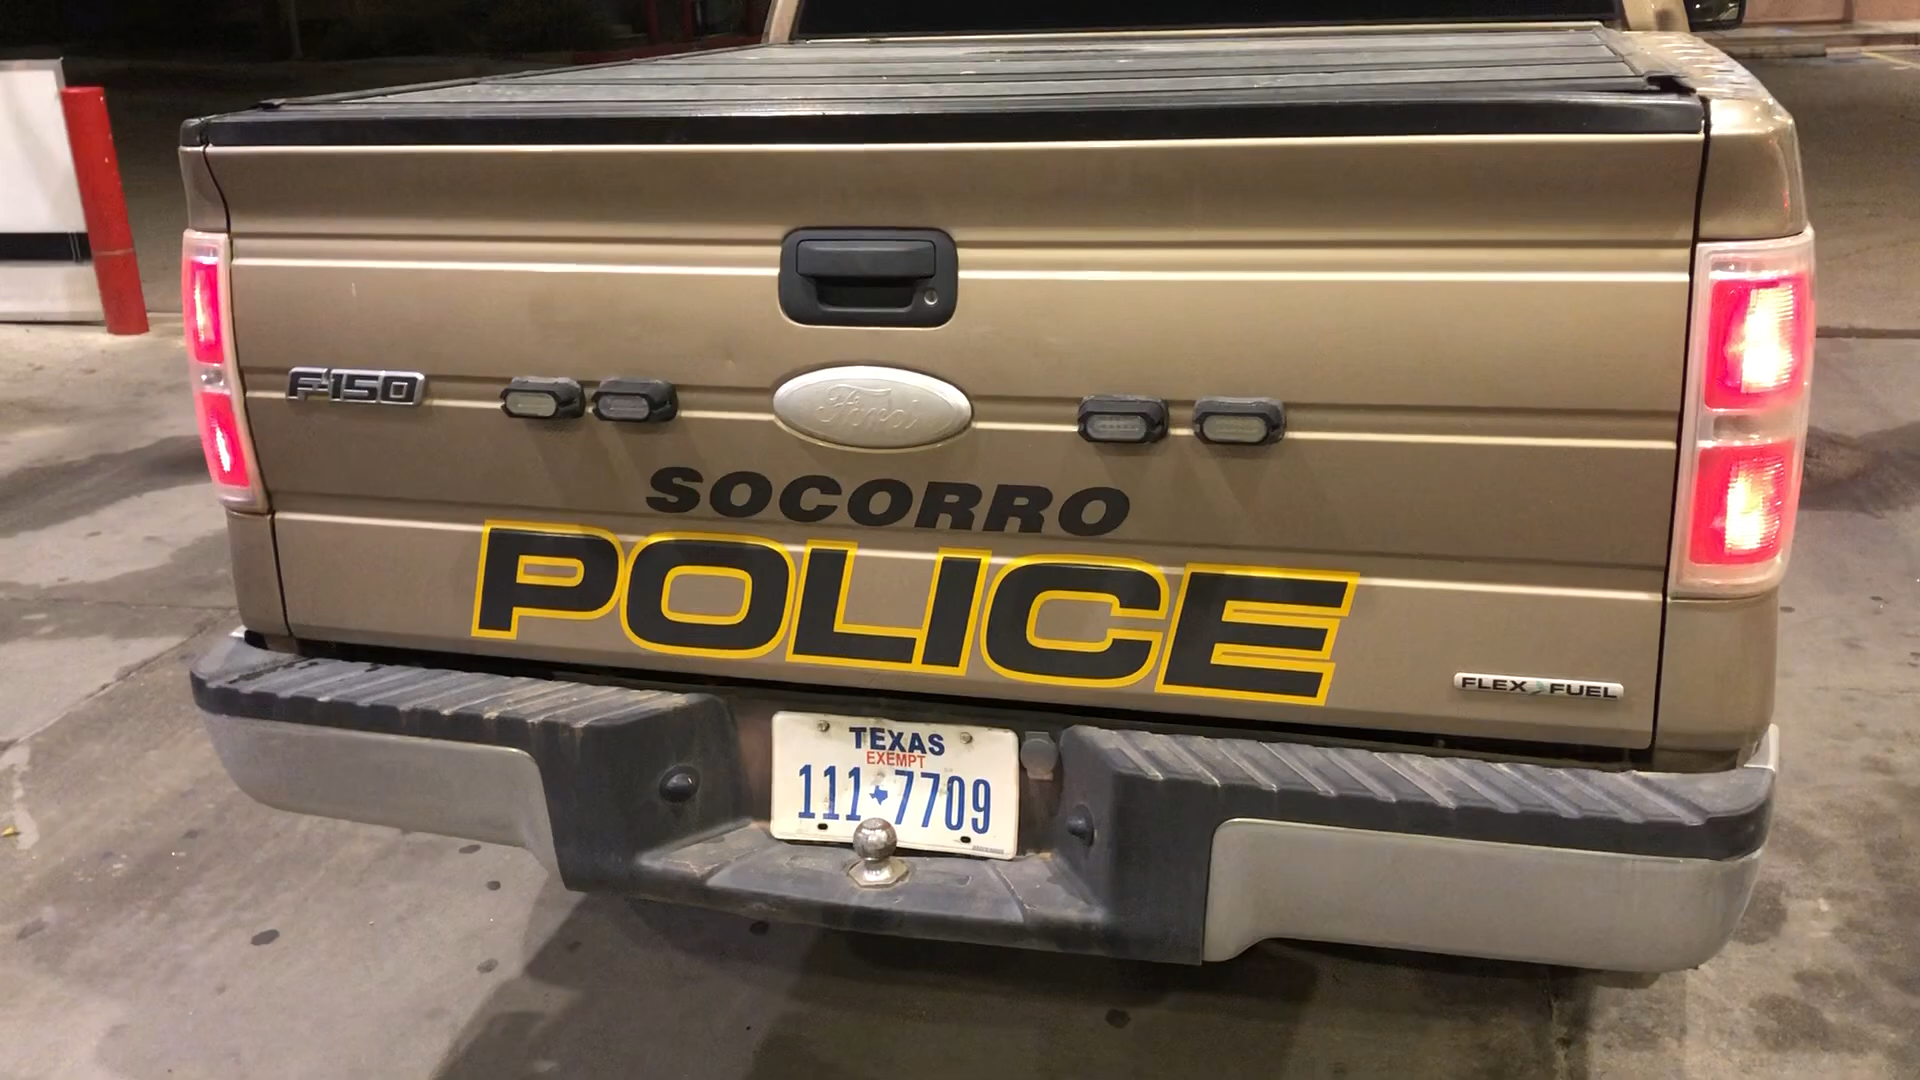 F-150
Ford
SOCORRO
POLICE
FLEX FUEL
TEXAS
EXEMPT
111 7709